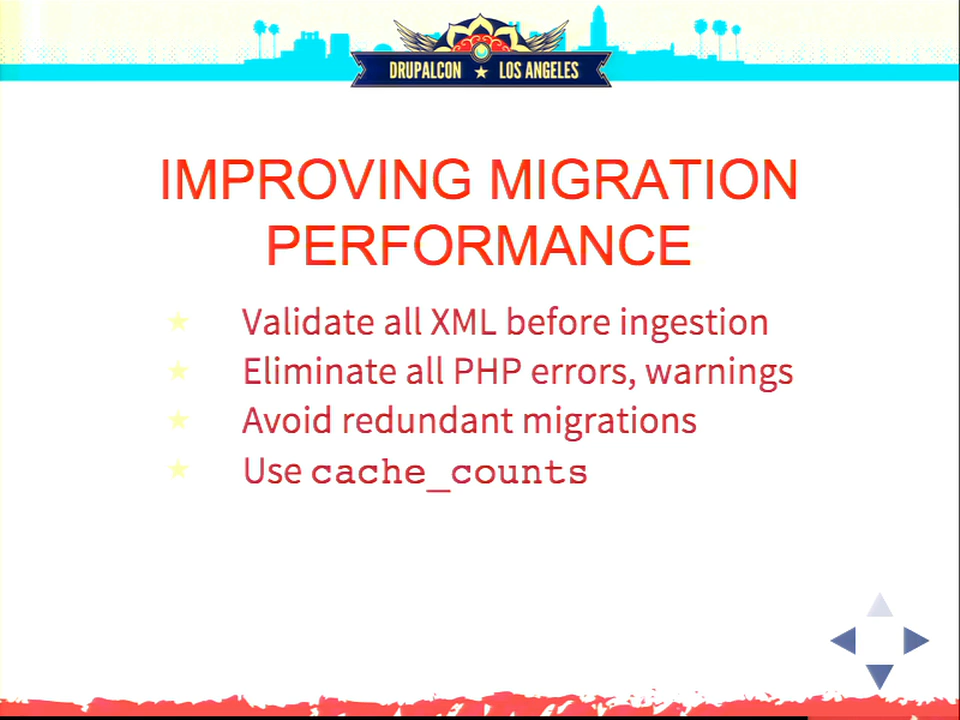 DRUPALCON ★ LOS ANGELES
IMPROVING MIGRATION
PERFORMANCE
★ Validate all XML before ingestion
★ Eliminate all PHP errors, warnings
★ Avoid redundant migrations
★ Use cache_counts